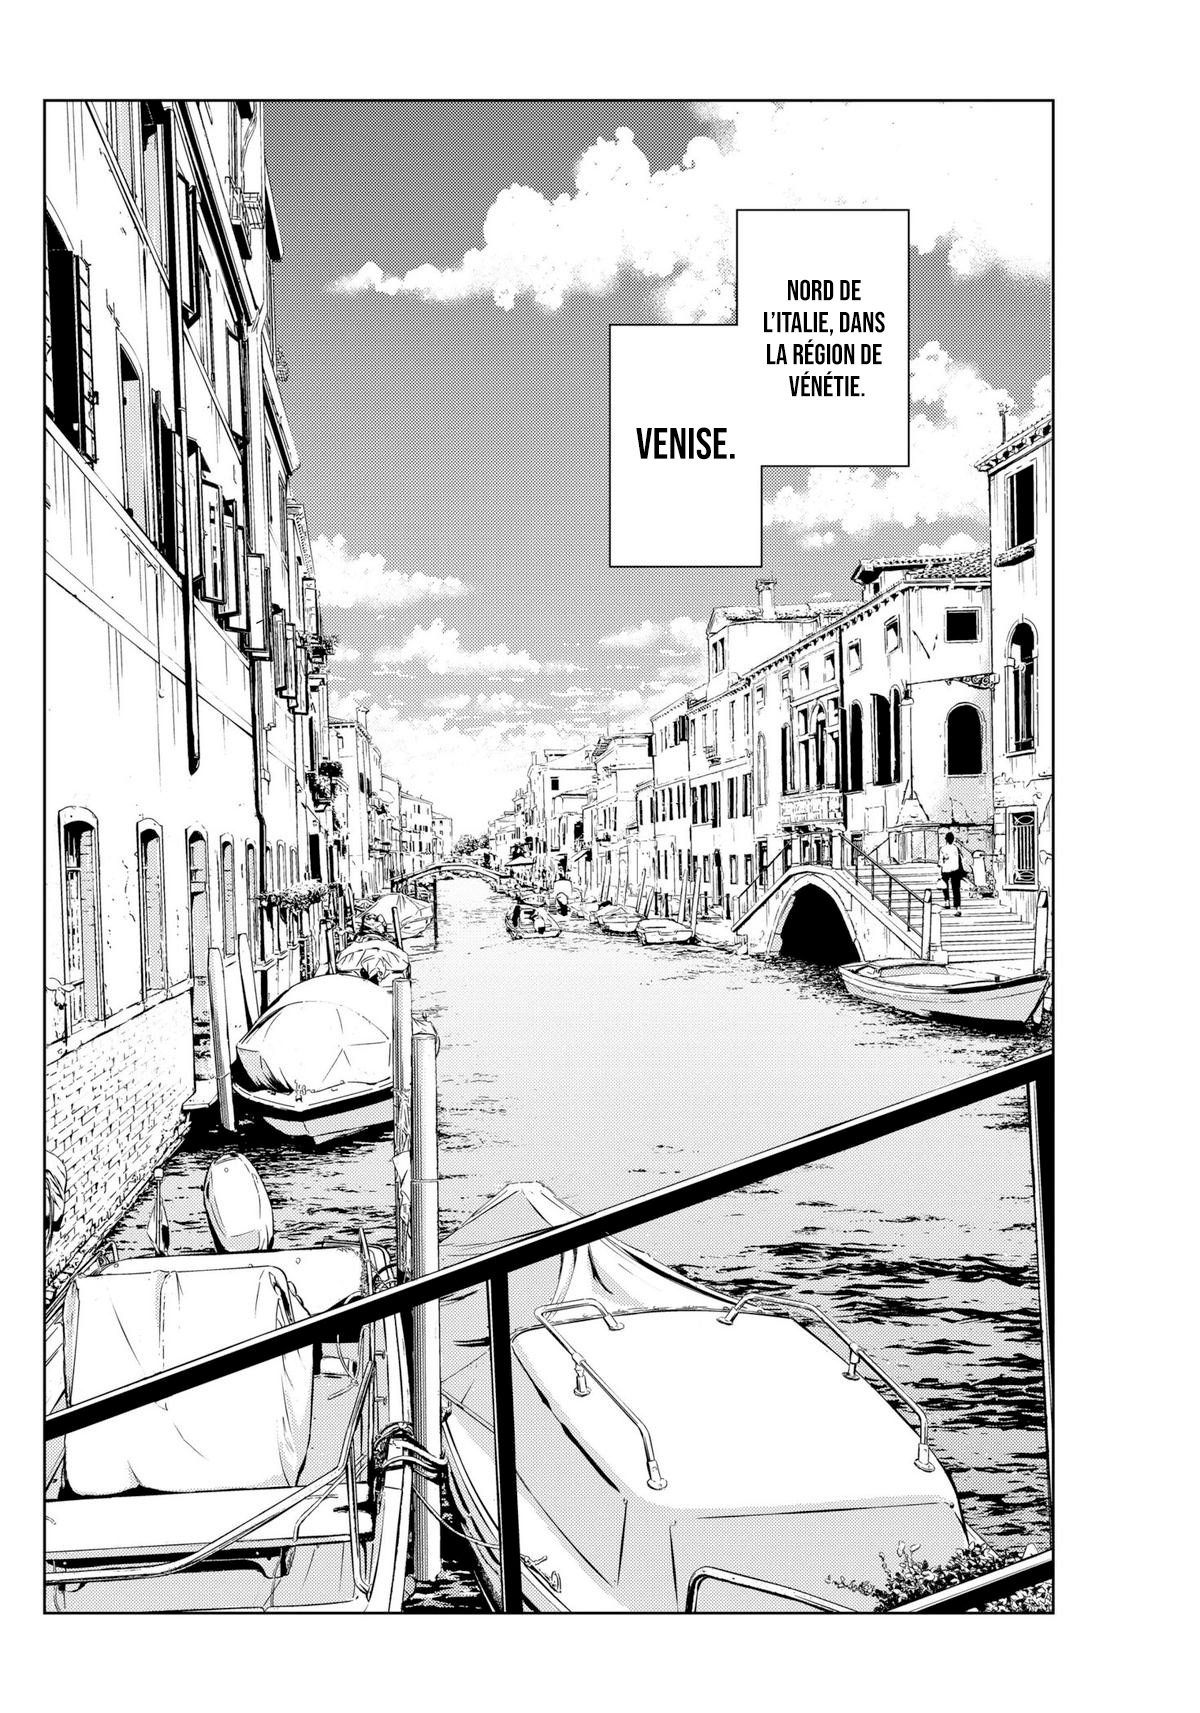 NORD DE
L'ITALIE, DANS
LA RÉGION DE
VÉNÉTIE.
VENISE.